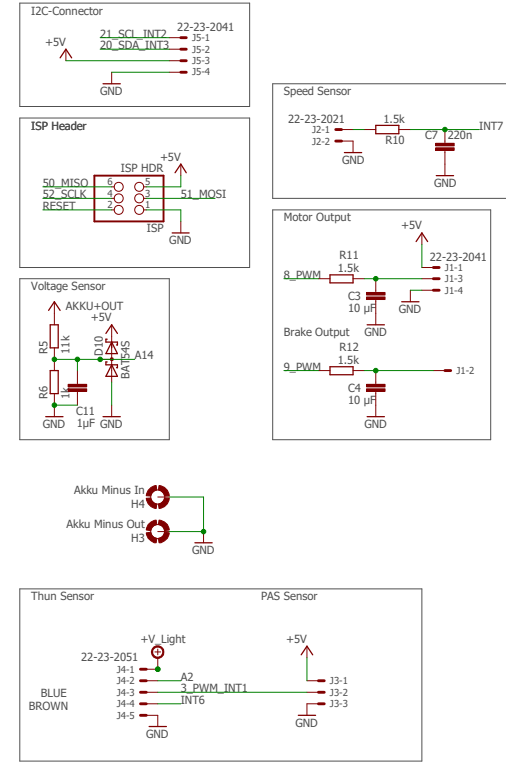 I2C-Connector
22-23-2041
21_SCL_INT2
J5-1
+5V
20_SDA_INT3
J5-2
J5-3
J5-4
GND
Speed Sensor
22-23-2021
1.5k
J2-1
INT7
R10
C7
220n
J2-2
GND
GND
ISP Header
+5V
ISP HDR
50_MISO
6
5
52_SCLK
4
3
51_MOSI
RESET
2
1
ISP
GND
Motor Output
+5V
R11
22-23-2041
1.5k
J1-1
8_PWM
J1-3
C3
J1-4
10 µF
GND
GND
Brake Output
R12
1.5k
9_PWM
J1-2
C4
10 µF
GND
Voltage Sensor
AKKU+OUT
+5V
R5
11k
D10
BAT54S
A14
R6
1k
C11
1µF
GND
GND
Akku Minus In
H4
Akku Minus Out
H3
GND
Thun Sensor
PAS Sensor
+V_Light
+5V
22-23-2051
J4-1
J4-2
A2
J3-1
BLUE
J4-3
3_PWM_INT1
J3-2
BROWN
J4-4
INT6
J3-3
J4-5
GND
GND